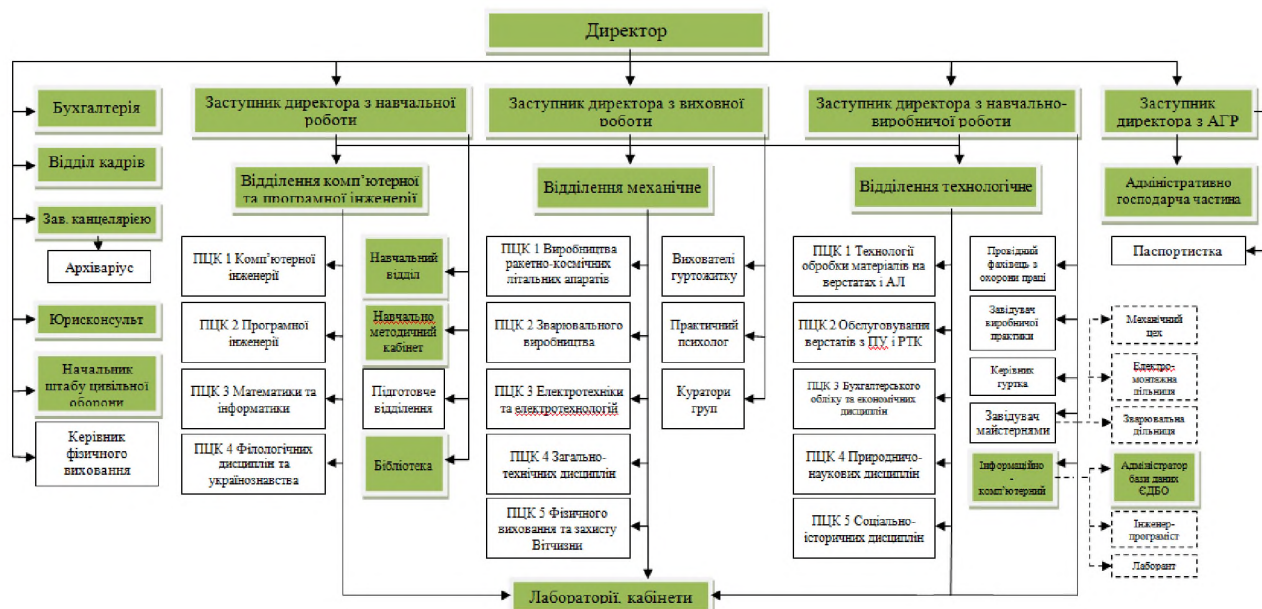 Директор
Бухгалтерія
Відділ кадрів
Зав. канцелярією
Архіваріус
Юрисконсульт
Начальник
штабу цивільної
оборони
Керівник
фізичного
виховання
Заступник директора з навчальної
роботи
Заступник директора з виховної
роботи
Заступник директора з навчально-
виробничої роботи
Заступник
директора з АГР
Відділення комп’ютерної
та програмної інженерії
Відділення механічне
Відділення технологічне
Адміністративно
господарча частина
Паспортистка
ПЦК 1 Комп’ютерної
інженерії
ПЦК 2 Програмної
інженерії
ПЦК 3 Математики та
інформатики
ПЦК 4 Філологічних
дисциплін та
українознавства
Навчальний
відділ
Навчально
методичний
кабінет
Підготовче
відділення
Бібліотека
ПЦК 1 Виробництва
ракетно-космічних
літальних апаратів
ПЦК 2 Зварювального
виробництва
ПЦК 3 Електротехніки
та електротехнологій
ПЦК 4 Загально-
технічних дисциплін
ПЦК 5 Фізичного
виховання та захисту
Вітчизни
Вихователі
гуртожитку
Практичний
психолог
Куратори
груп
ПЦК 1 Технології
обробки матеріалів на
верстатах і АЛ
ПЦК 2 Обслуговування
верстатів з ПУ і РТК
ПЦК 3 Бухгалтерського
обліку та економічних
дисциплін
ПЦК 4 Природничо-
наукових дисциплін
ПЦК 5 Соціально-
історичних дисциплін
Провідний
фахівець з
охорони праці
Завідувач
виробничої
практики
Керівник
гуртка
Завідувач
майстернями
Інформаційно
-
комп’ютерний
Механічний
цех
Електро-
монтажна
дільниця
Зварювальна
дільниця
Адміністратор
бази даних
ЄДБО
Інженер-
програміст
Лаборант
Лабораторії, кабінети